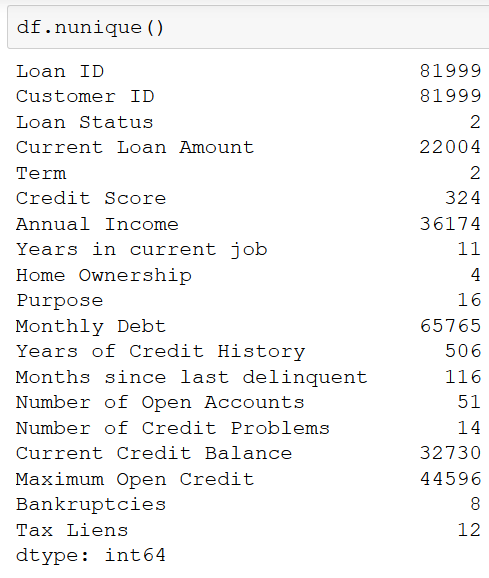 df.nunique()
Loan ID 81999
Customer ID 81999
Loan Status 2
Current Loan Amount 22004
Term 2
Credit Score 324
Annual Income 36174
Years in current job 11
Home Ownership 4
Purpose 16
Monthly Debt 65765
Years of Credit History 506
Months since last delinquent 116
Number of Open Accounts 51
Number of Credit Problems 14
Current Credit Balance 32730
Maximum Open Credit 44596
Bankruptcies 8
Tax Liens 12
dtype: int64